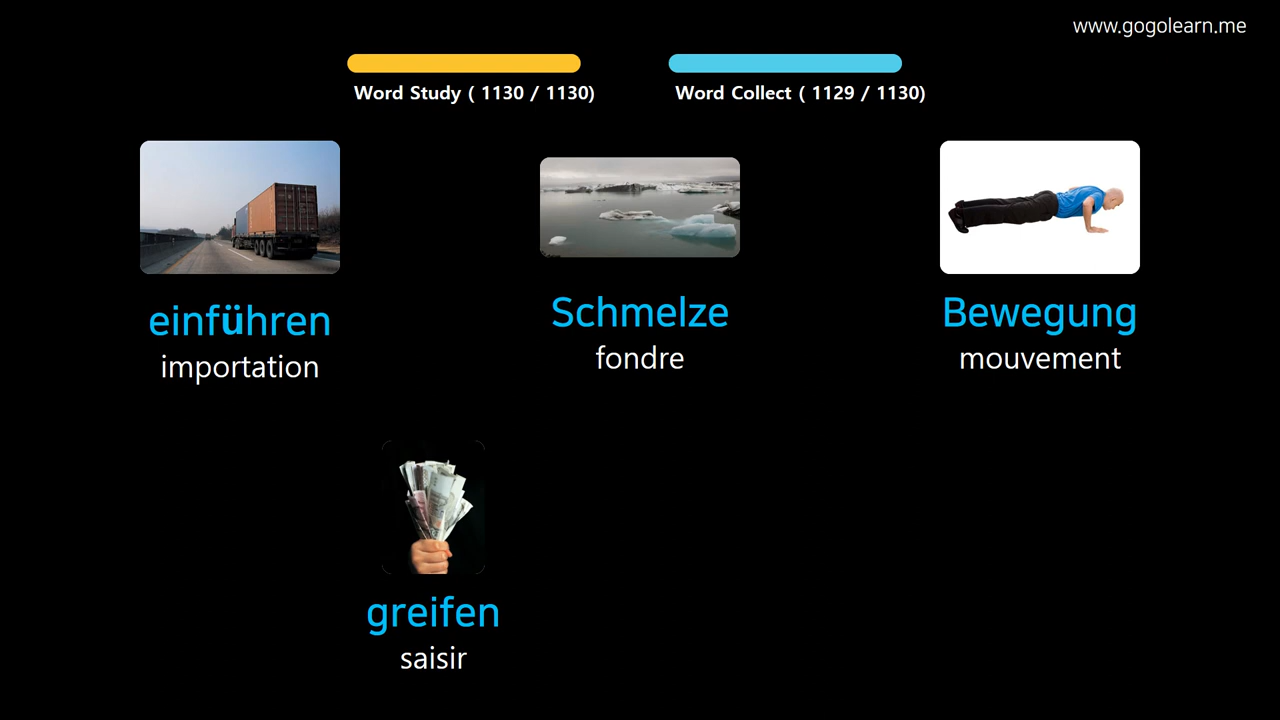 www.gogolearn.me
Word Study ( 1130 / 1130)
Word Collect ( 1129 / 1130)
einführen
importation
Schmelze
fondre
Bewegung
mouvement
greifen
saisir